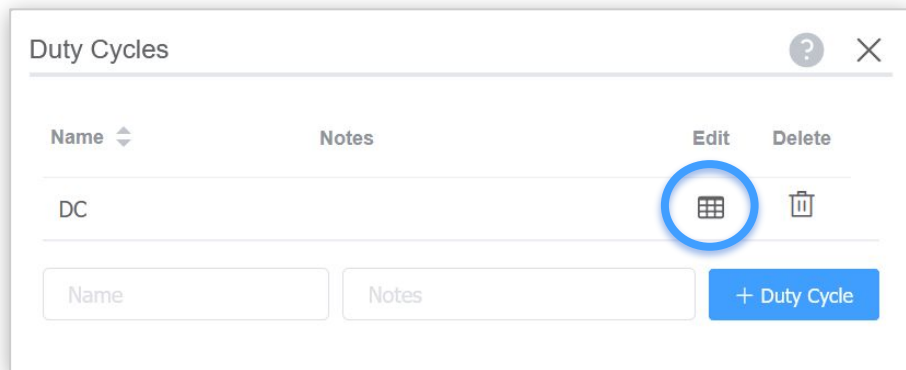 Duty Cycles ?
Name Notes Edit Delete
DC
Name Notes + Duty Cycle